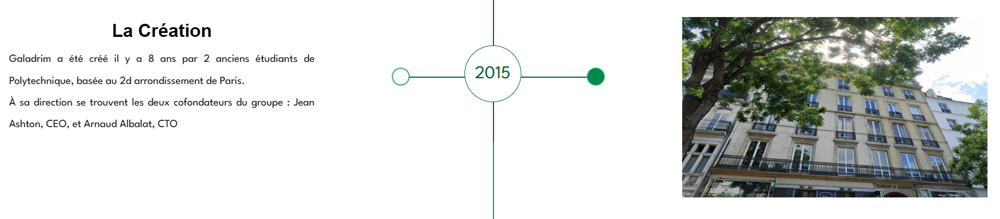 La Création
Galadrim a été créé il y a 8 ans par 2 anciens étudiants de
Polytechnique, basée au 2d arrondissement de Paris.
À sa direction se trouvent les deux cofondateurs du groupe : Jean
Ashton, CEO, et Arnaud Albalat, CTO
2015